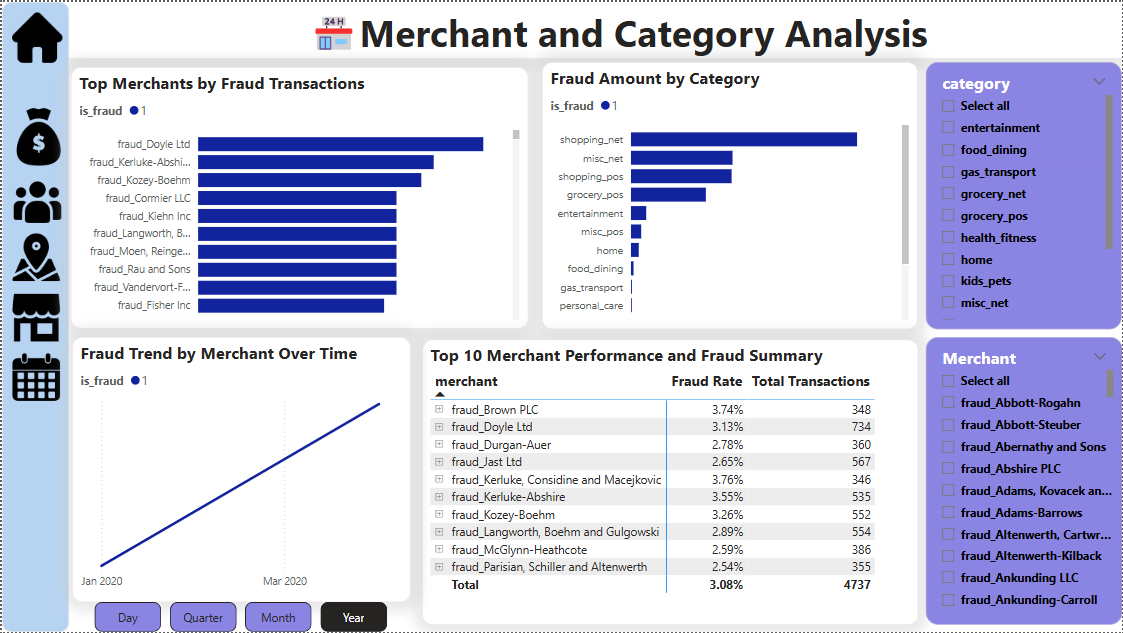 24 H
Merchant and Category Analysis
Top Merchants by Fraud Transactions
is_fraud 1
fraud_Doyle Ltd
fraud_Kerluke-Abshi...
fraud_Kozey-Boehm
fraud_Cormier LLC
fraud_Kiehn Inc
fraud_Langworth, B...
fraud_Moen, Reinge...
fraud_Rau and Sons
fraud_Vandervort-F...
fraud_Fisher Inc
Fraud Amount by Category
is_fraud 1
shopping_net
misc_net
shopping_pos
grocery_pos
entertainment
misc_pos
home
food_dining
gas_transport
personal_care
category
Select all
entertainment
food_dining
gas_transport
grocery_net
grocery_pos
health_fitness
home
kids_pets
misc_net
Fraud Trend by Merchant Over Time
is_fraud 1
Jan 2020 Mar 2020
Day Quarter Month Year
Top 10 Merchant Performance and Fraud Summary
merchant Fraud Rate Total Transactions
fraud_Brown PLC 3.74% 348
fraud_Doyle Ltd 3.13% 734
fraud_Durgan-Auer 2.78% 360
fraud_Jast Ltd 2.65% 567
fraud_Kerluke, Considine and Macejkovic 3.76% 346
fraud_Kerluke-Abshire 3.55% 535
fraud_Kozey-Boehm 3.26% 552
fraud_Langworth, Boehm and Gulgowski 2.89% 554
fraud_McGlynn-Heathcote 2.59% 386
fraud_Parisian, Schiller and Altenwerth 2.54% 355
Total 3.08% 4737
Merchant
Select all
fraud_Abbott-Rogahn
fraud_Abbott-Steuber
fraud_Abernathy and Sons
fraud_Abshire PLC
fraud_Adams, Kovacek an...
fraud_Adams-Barrows
fraud_Altenwerth, Cartwr...
fraud_Altenwerth-Kilback
fraud_Ankunding LLC
fraud_Ankunding-Carroll